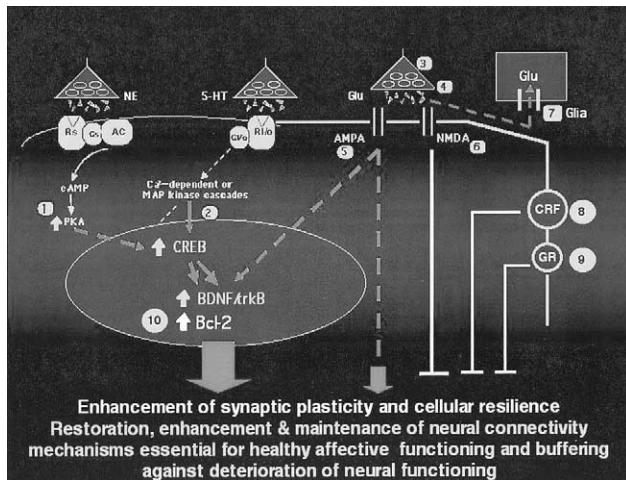 NE
5-HT
Glu
3
4
Glu
7 Glia
Rs Gs AC
Gi/o RI/o
AMPA
5
NMDA
6
cAMP
1
PKA
Ca2+-dependent or
MAP kinase cascades
2
CREB
BDNF/trkB
10 Bcl-2
CRF 8
GR 9
Enhancement of synaptic plasticity and cellular resilience
Restoration, enhancement & maintenance of neural connectivity
mechanisms essential for healthy affective functioning and buffering
against deterioration of neural functioning